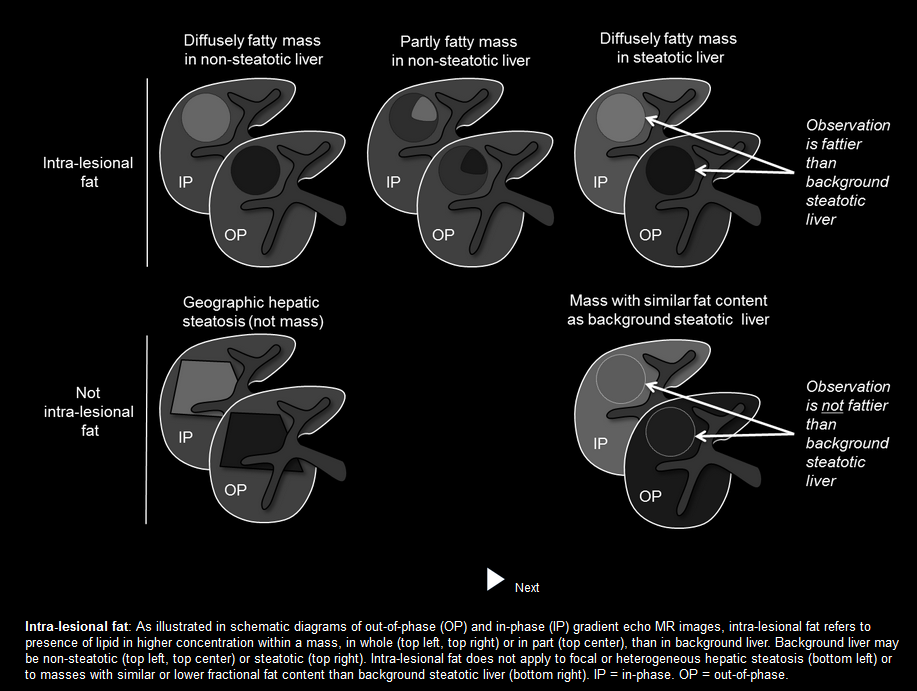 Diffusely fatty mass
in non-steatotic liver
Partly fatty mass
in non-steatotic liver
Diffusely fatty mass
in steatotic liver
Intra-lesional
fat
IP
OP
IP
OP
IP
OP
Observation
is fattier
than
background
steatotic
liver
Geographic hepatic
steatosis (not mass)
Mass with similar fat content
as background steatotic liver
Not
intra-lesional
fat
IP
OP
IP
OP
Observation
is not fattier
than
background
steatotic
liver
Next
Intra-lesional fat: As illustrated in schematic diagrams of out-of-phase (OP) and in-phase (IP) gradient echo MR images, intra-lesional fat refers to
presence of lipid in higher concentration within a mass, in whole (top left, top right) or in part (top center), than in background liver. Background liver may
be non-steatotic (top left, top center) or steatotic (top right). Intra-lesional fat does not apply to focal or heterogeneous hepatic steatosis (bottom left) or
to masses with similar or lower fractional fat content than background steatotic liver (bottom right). IP = in-phase. OP = out-of-phase.